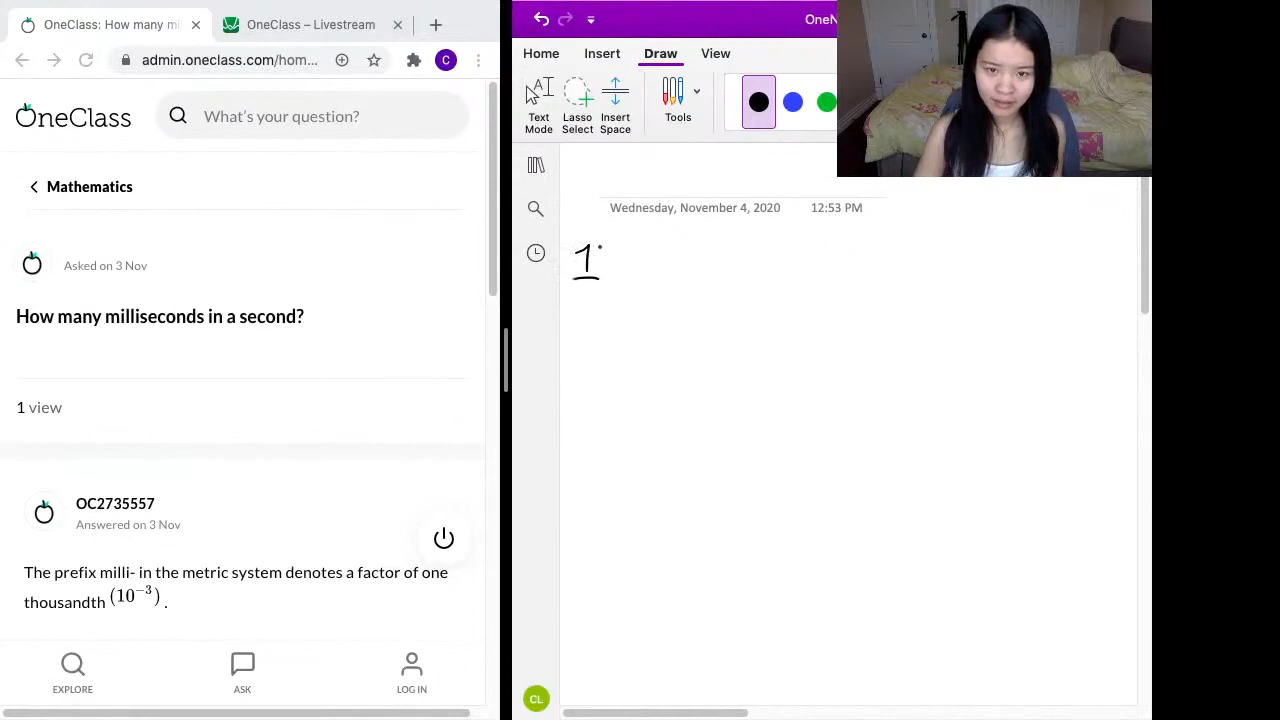 OneClass: How many mi
OneClass – Livestream
admin.oneclass.com/hom...
C
OneClass
What's your question?
Mathematics
Asked on 3 Nov
How many milliseconds in a second?
1 view
OC2735557
Answered on 3 Nov
The prefix milli- in the metric system denotes a factor of one
thousandth (10⁻³) .
EXPLORE
ASK
LOG IN
OneN
Home
Insert
Draw
View
Text
Mode
Lasso
Select
Insert
Space
Tools
Wednesday, November 4, 2020
12:53 PM
1
CL